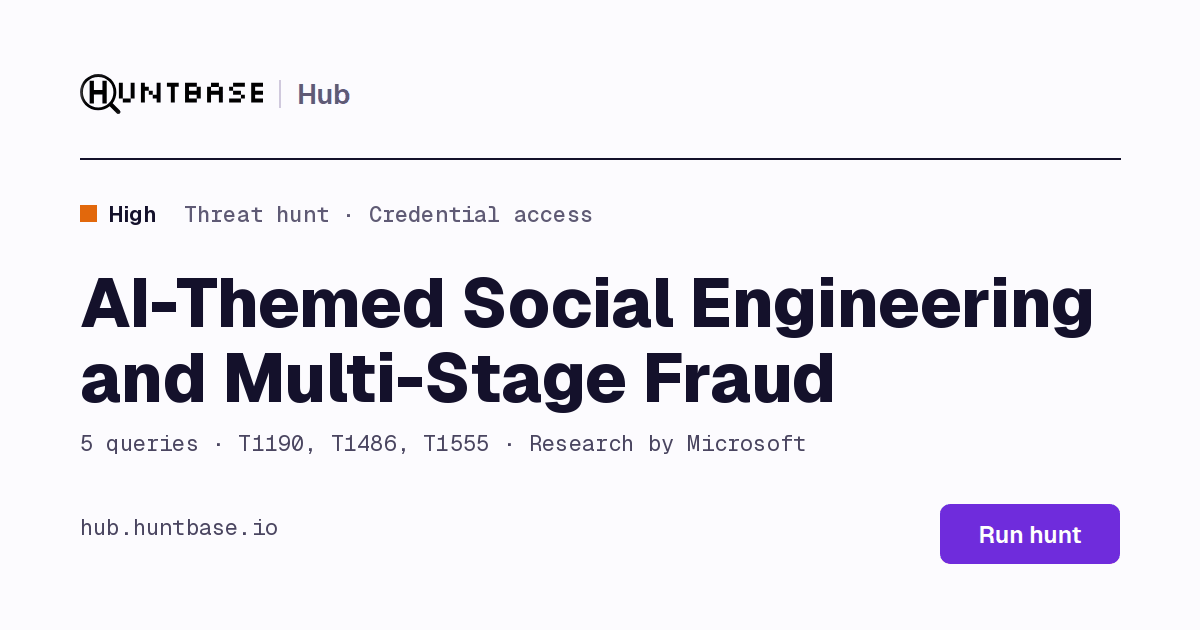 HUNTBASE | Hub
High Threat hunt · Credential access
AI-Themed Social Engineering
and Multi-Stage Fraud
5 queries · T1190, T1486, T1555 · Research by Microsoft
hub.huntbase.io
Run hunt